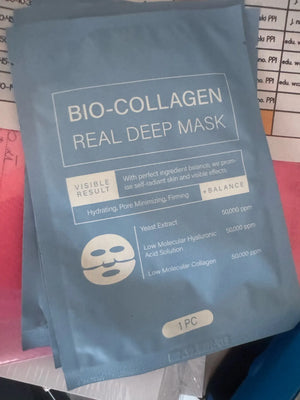 BIO-COLLAGEN
REAL DEEP MASK
VISIBLE
RESULT
With perfect ingredient balance, we prom-
ise self-radiant skin and visible effects.
Hydrating, Pore Minimizing, Firming
+BALANCE
Yeast Extract 50,000 ppm
Low Molecular Hyaluronic 50,000 ppm
Acid Solution
Low Molecular Collagen 50,000 ppm
1 PC